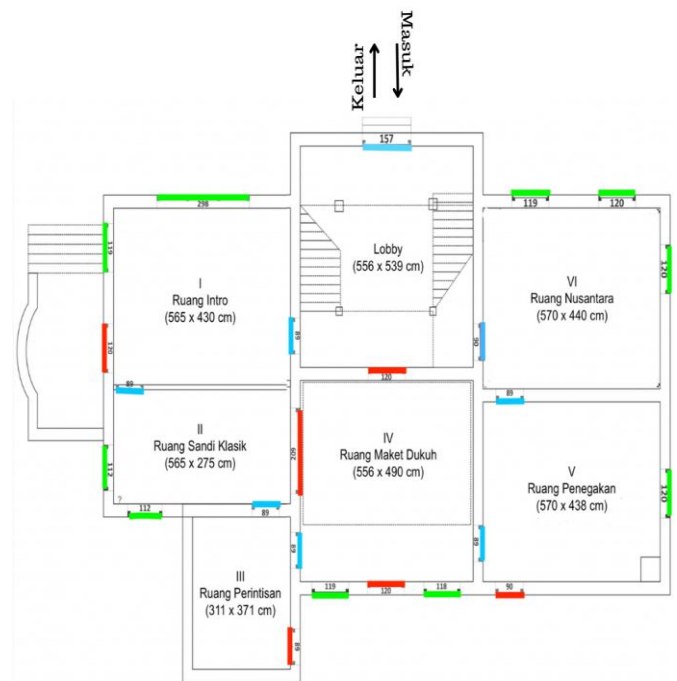 Keluar
Masuk
157
298
119
120
119
I
Ruang Intro
(565 x 430 cm)
Lobby
(556 x 539 cm)
VI
Ruang Nusantara
(570 x 440 cm)
120
120
89
90
120
89
89
II
Ruang Sandi Klasik
(565 x 275 cm)
209
IV
Ruang Maket Dukuh
(556 x 490 cm)
V
Ruang Penegakan
(570 x 438 cm)
112
120
?
112
89
89
89
III
Ruang Perintisan
(311 x 371 cm)
119
120
118
90
89